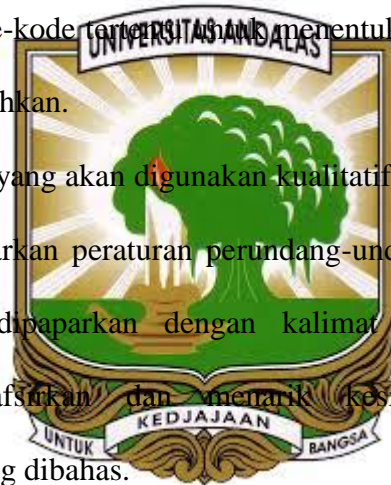 UNIVERSITAS ANDALAS
e-kode tertentu untuk menentuk
hkan.
yang akan digunakan kualitatif
arkan peraturan perundang-und
dipaparkan dengan kalimat
afsirkan dan menarik kes
KEDJAJAAN
UNTUK BANGSA
g dibahas.